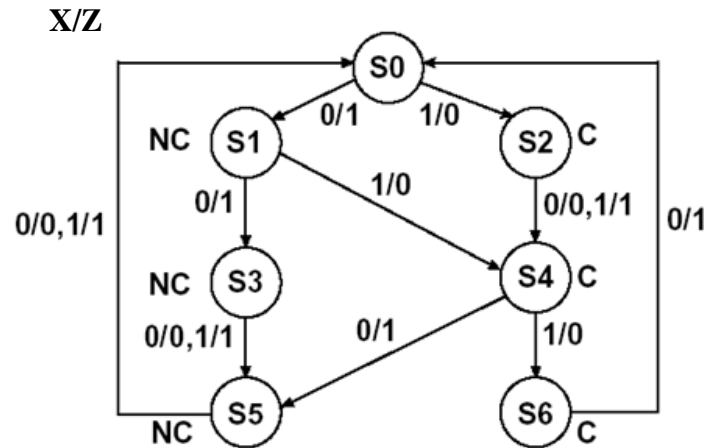 X/Z
S0
0/1 1/0
NC S1 S2 C
1/0
0/1 0/0,1/1
0/0,1/1 0/1
NC S3 S4 C
0/0,1/1 0/1 1/0
S5 S6
NC C